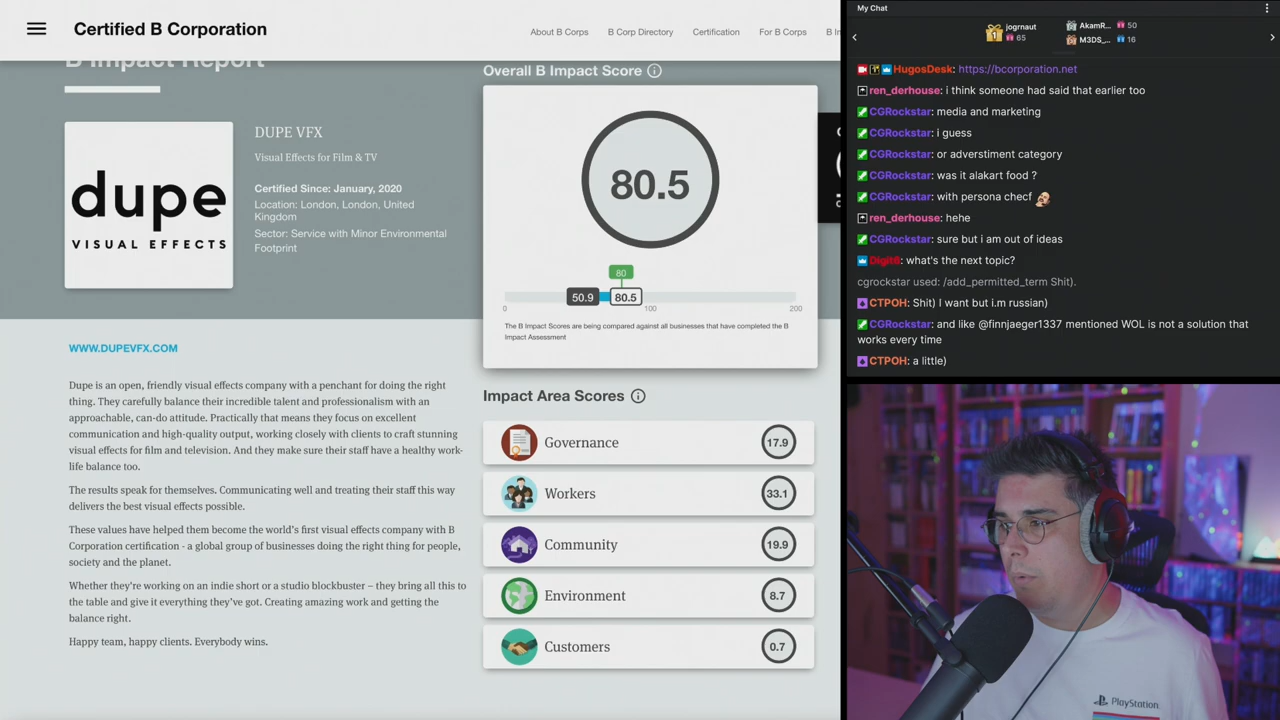 Certified B Corporation
About B Corps
B Corp Directory
Certification
For B Corps
B Impact Report
dupe
VISUAL EFFECTS
DUPE VFX
Visual Effects for Film & TV
Certified Since: January, 2020
Location: London, London, United
Kingdom
Sector: Service with Minor Environmental
Footprint
WWW.DUPEVFX.COM
Dupe is an open, friendly visual effects company with a penchant for doing the right
thing. They carefully balance their incredible talent and professionalism with an
approachable, can-do attitude. Practically that means they focus on excellent
communication and high-quality output, working closely with clients to craft stunning
visual effects for film and television. And they make sure their staff have a healthy work-
life balance too.
The results speak for themselves. Communicating well and treating their staff this way
delivers the best visual effects possible.
These values have helped them become the world's first visual effects company with B
Corporation certification - a global group of businesses doing the right thing for people,
society and the planet.
Whether they're working on an indie short or a studio blockbuster – they bring all this to
the table and give it everything they've got. Creating amazing work and getting the
balance right.
Happy team, happy clients. Everybody wins.
Overall B Impact Score
80.5
80
50.9
80.5
0
100
200
The B Impact Scores are being compared against all businesses that have completed the B
Impact Assessment
Impact Area Scores
Governance 17.9
Workers 33.1
Community 19.9
Environment 8.7
Customers 0.7
My Chat
jogrnaut
65
AkamR... 50
M3DS_... 16
HugosDesk: https://bcorporation.net
ren_derhouse: i think someone had said that earlier too
CGRockstar: media and marketing
CGRockstar: i guess
CGRockstar: or adverstiment category
CGRockstar: was it alakart food ?
CGRockstar: with persona checf
ren_derhouse: hehe
CGRockstar: sure but i am out of ideas
Digit6: what's the next topic?
cgrockstar used: /add_permitted_term Shit).
CTPOH: Shit) I want but i.m russian)
CGRockstar: and like @finnjaeger1337 mentioned WOL is not a solution that
works every time
CTPOH: a little)
PlayStation